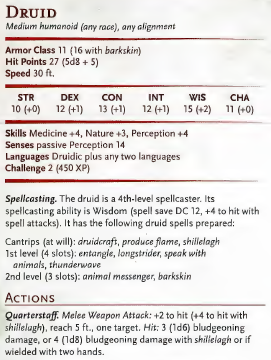 DRUID
Medium humanoid (any race), any alignment
Armor Class 11 (16 with barkskin)
Hit Points 27 (5d8 + 5)
Speed 30 ft.
STR DEX CON INT WIS CHA
10 (+0) 12 (+1) 13 (+1) 12 (+1) 15 (+2) 11 (+0)
Skills Medicine +4, Nature +3, Perception +4
Senses passive Perception 14
Languages Druidic plus any two languages
Challenge 2 (450 XP)
Spellcasting. The druid is a 4th-level spellcaster. Its
spellcasting ability is Wisdom (spell save DC 12, +4 to hit with
spell attacks). It has the following druid spells prepared:
Cantrips (at will): druidcraft, produce flame, shillelagh
1st level (4 slots): entangle, longstrider, speak with
animals, thunderwave
2nd level (3 slots): animal messenger, barkskin
ACTIONS
Quarterstaff. Melee Weapon Attack: +2 to hit (+4 to hit with
shillelagh), reach 5 ft., one target. Hit: 3 (1d6) bludgeoning
damage, or 4 (1d8) bludgeoning damage with shillelagh or if
wielded with two hands.